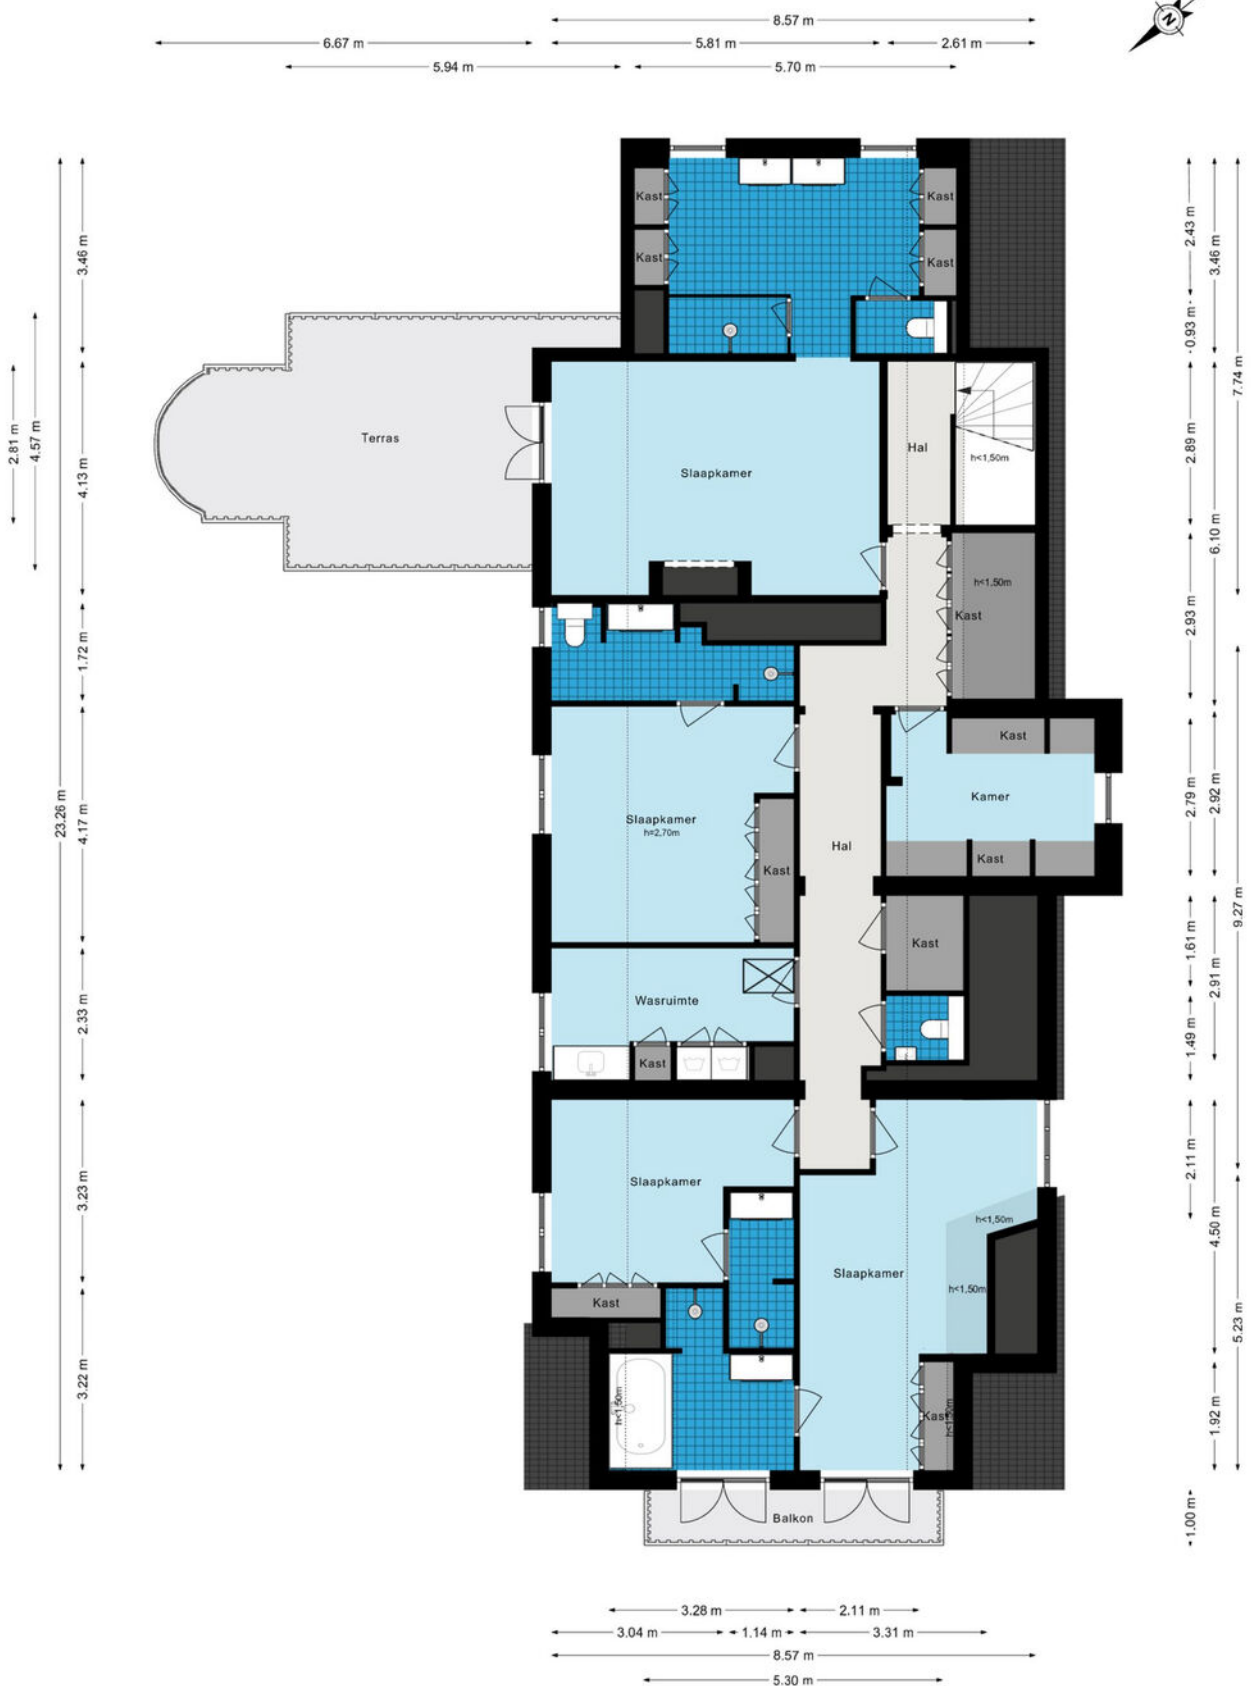 8.57 m
N
6.67 m
5.81 m
2.61 m
5.94 m
5.70 m
Kast
Kast
Kast
Kast
3.46 m
2.43 m
3.46 m
0.93 m
7.74 m
2.81 m
4.57 m
4.13 m
Terras
Slaapkamer
Hal
h<1,50m
2.89 m
6.10 m
h<1,50m
Kast
2.93 m
1.72 m
23.26 m
4.17 m
Slaapkamer
h=2,70m
Kast
Hal
Kast
Kamer
Kast
2.79 m
2.92 m
9.27 m
Kast
1.61 m
2.91 m
2.33 m
Wasruimte
Kast
1.49 m
3.23 m
Slaapkamer
2.11 m
4.50 m
h<1,50m
Slaapkamer
h<1,50m
Kast
5.23 m
3.22 m
h<1,50m
Kast
h<1,50m
1.92 m
Balkon
1.00 m
3.28 m
2.11 m
3.04 m
1.14 m
3.31 m
8.57 m
5.30 m